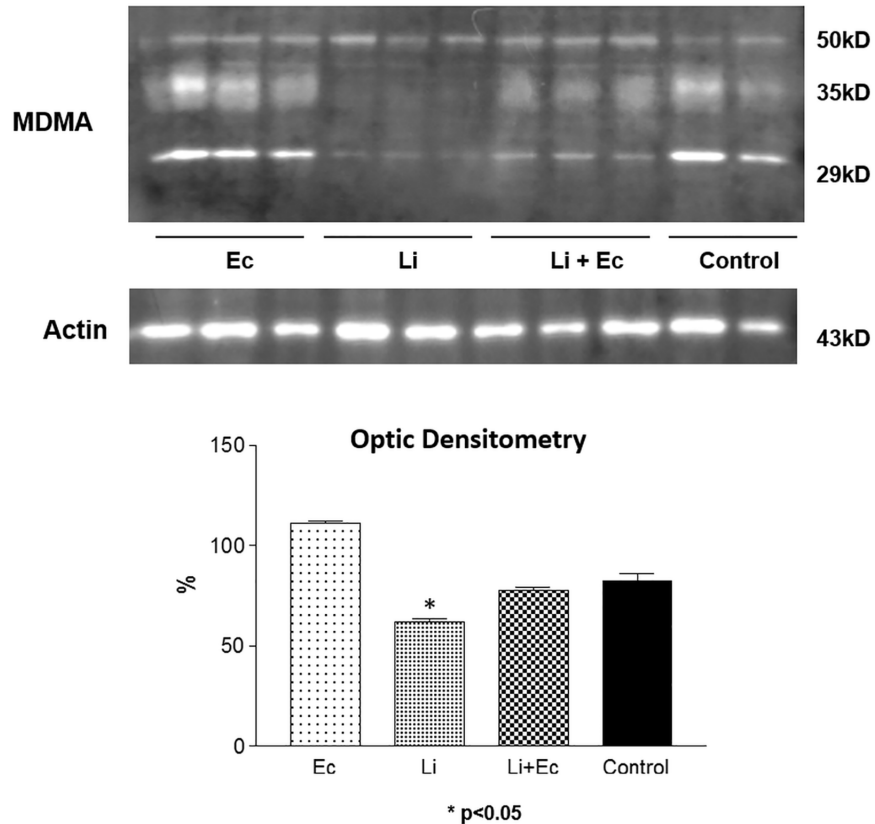 50kD
35kD
MDMA
29kD
Ec Li Li + Ec Control
Actin
43kD
Optic Densitometry
150
100
%
*
50
0
Ec Li Li+Ec Control
* p<0.05